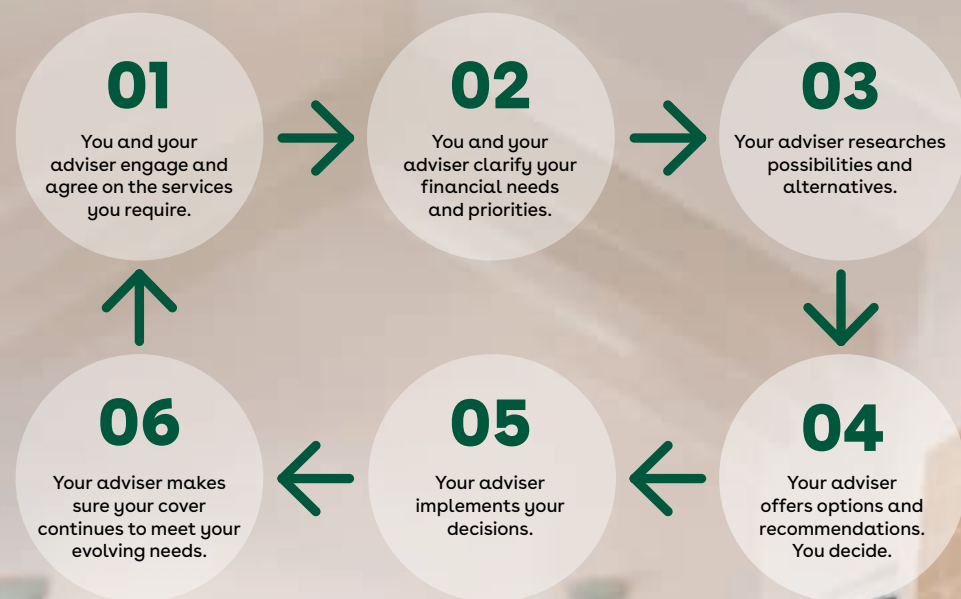 01
You and your
adviser engage and
agree on the services
you require.
02
You and your
adviser clarify your
financial needs
and priorities.
03
Your adviser researches
possibilities and
alternatives.
04
Your adviser
offers options and
recommendations.
You decide.
05
Your adviser
implements your
decisions.
06
Your adviser makes
sure your cover
continues to meet your
evolving needs.